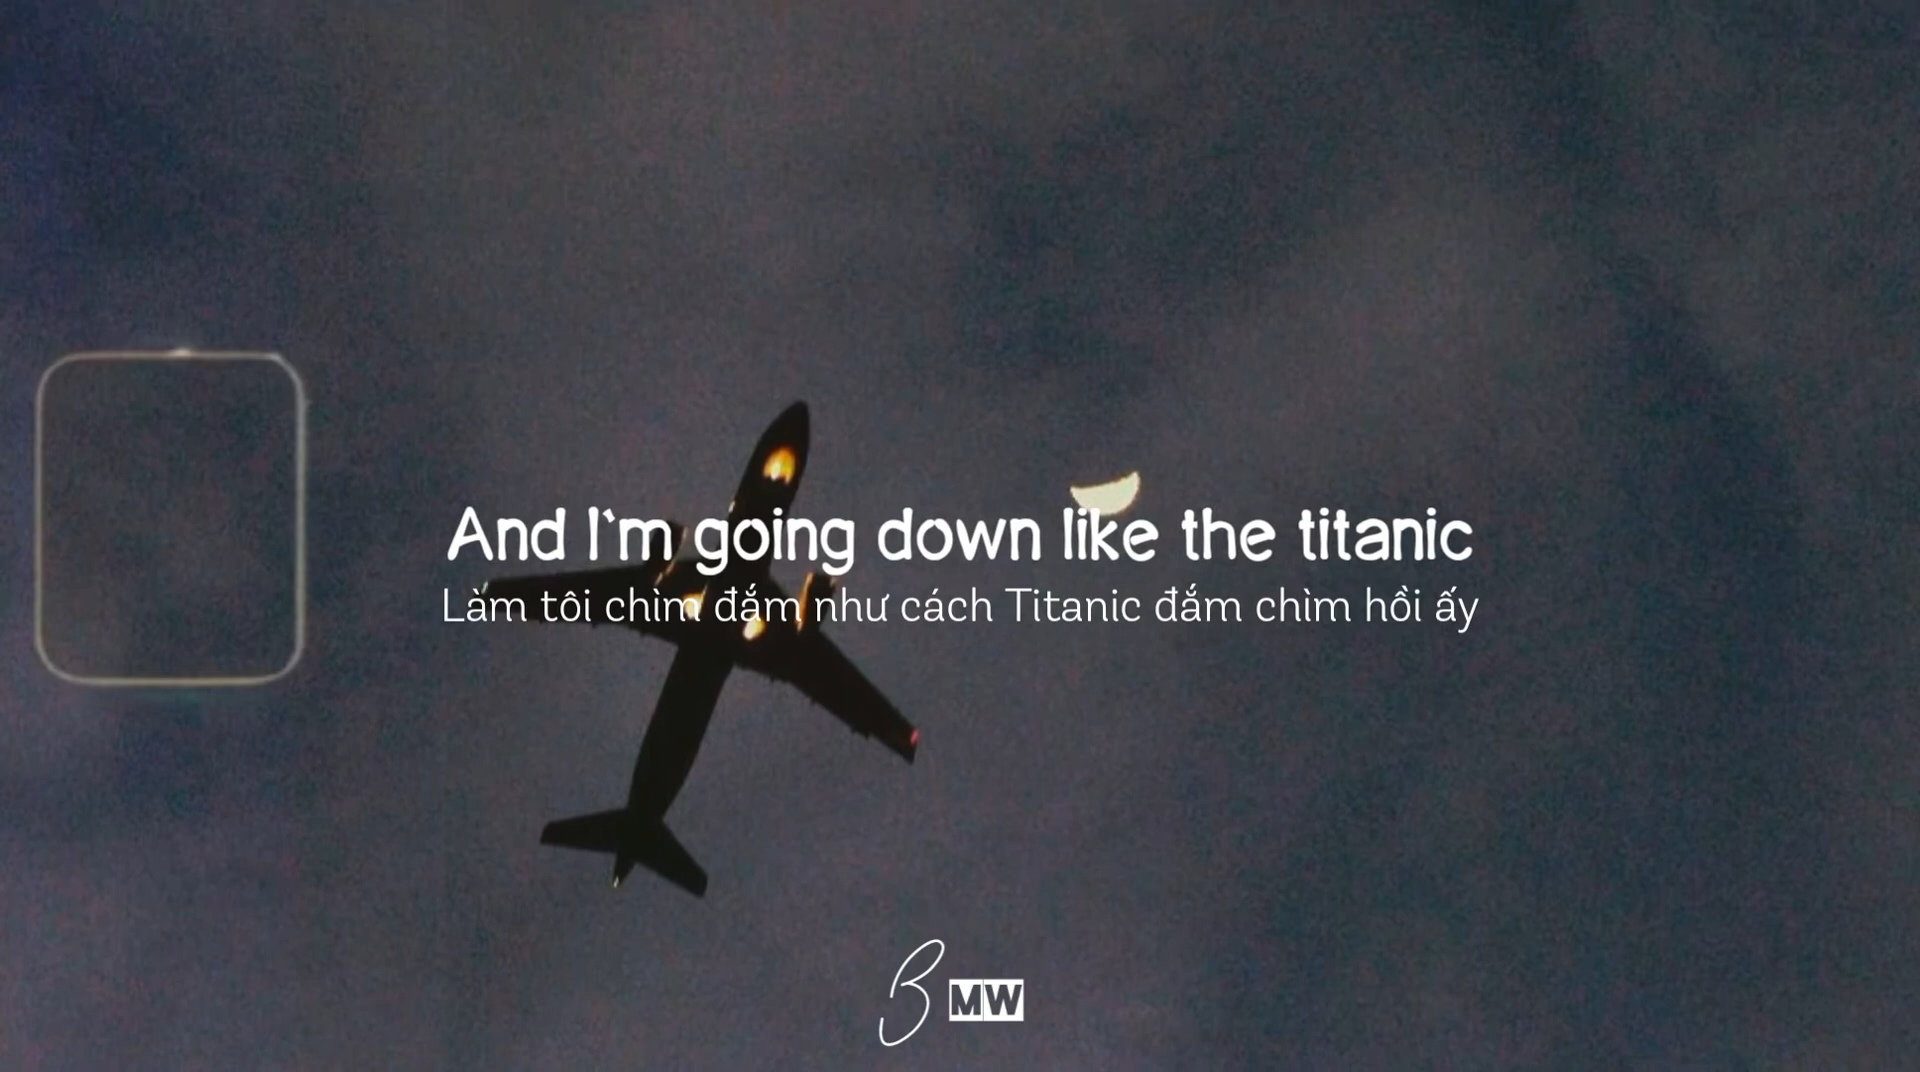 And I'm going down like the titanic
Làm tôi chìm đắm như cách Titanic đắm chìm hồi ấy
B MW